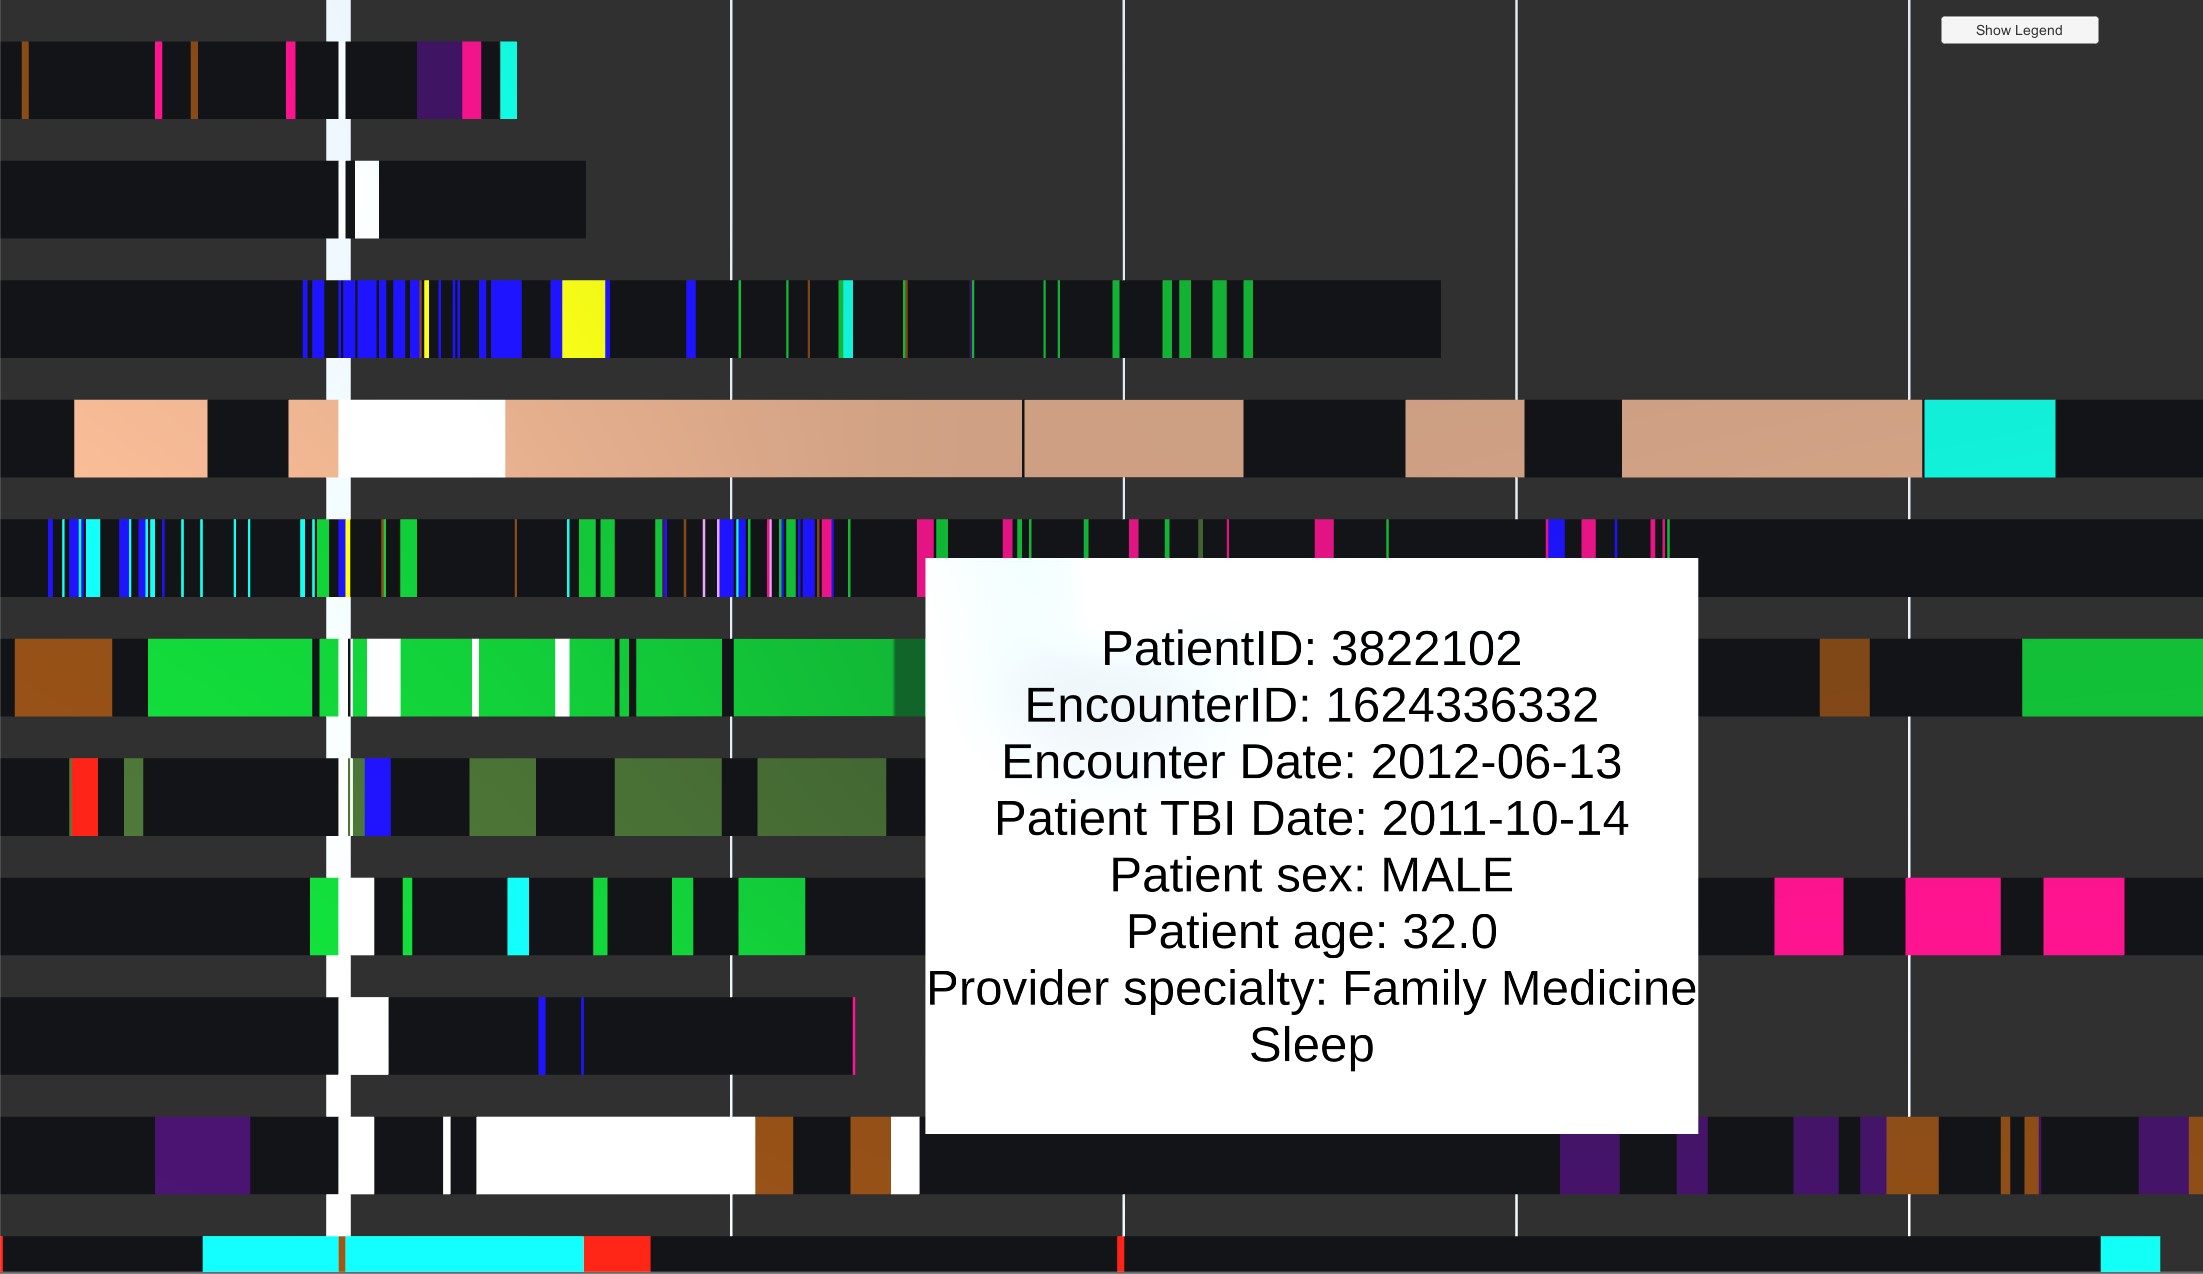 Show Legend
PatientID: 3822102
EncounterID: 1624336332
Encounter Date: 2012-06-13
Patient TBI Date: 2011-10-14
Patient sex: MALE
Patient age: 32.0
Provider specialty: Family Medicine
Sleep